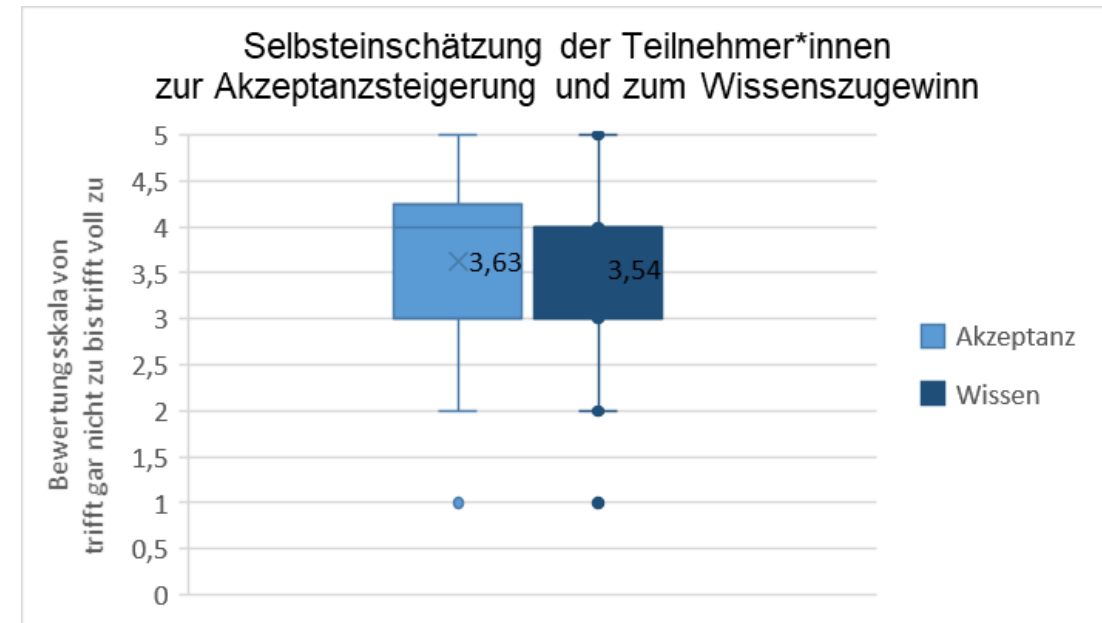 Selbsteinschätzung der Teilnehmer*innen
zur Akzeptanzsteigerung und zum Wissenszugewinn
Bewertungsskala von
trifft gar nicht zu bis trifft voll zu
5
4,5
4
3,5
3
2,5
2
1,5
1
0,5
0
3,63
3,54
Akzeptanz
Wissen